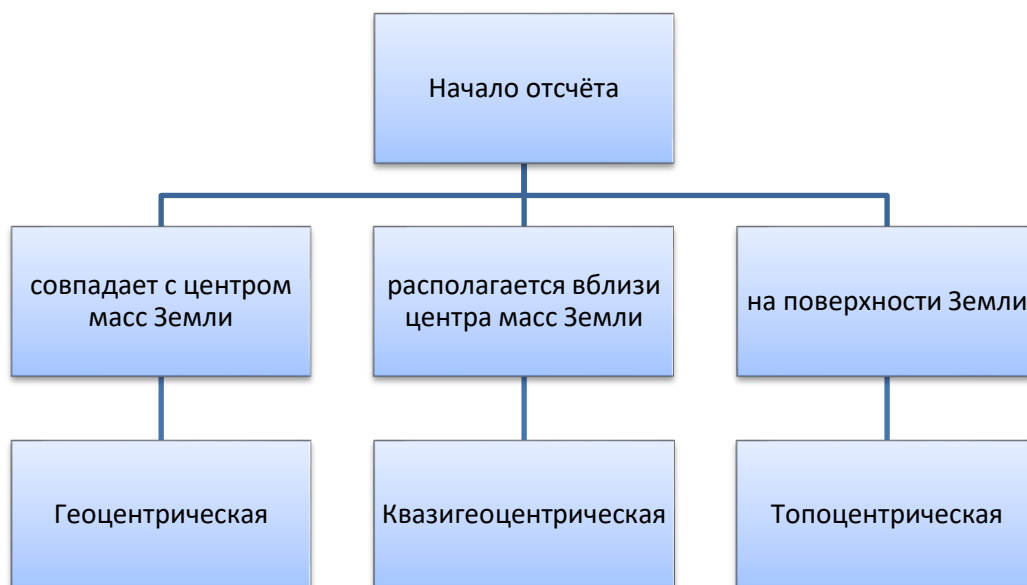 Начало отсчёта
совпадает с центром
масс Земли
располагается вблизи
центра масс Земли
на поверхности Земли
Геоцентрическая
Квазигеоцентрическая
Топоцентрическая